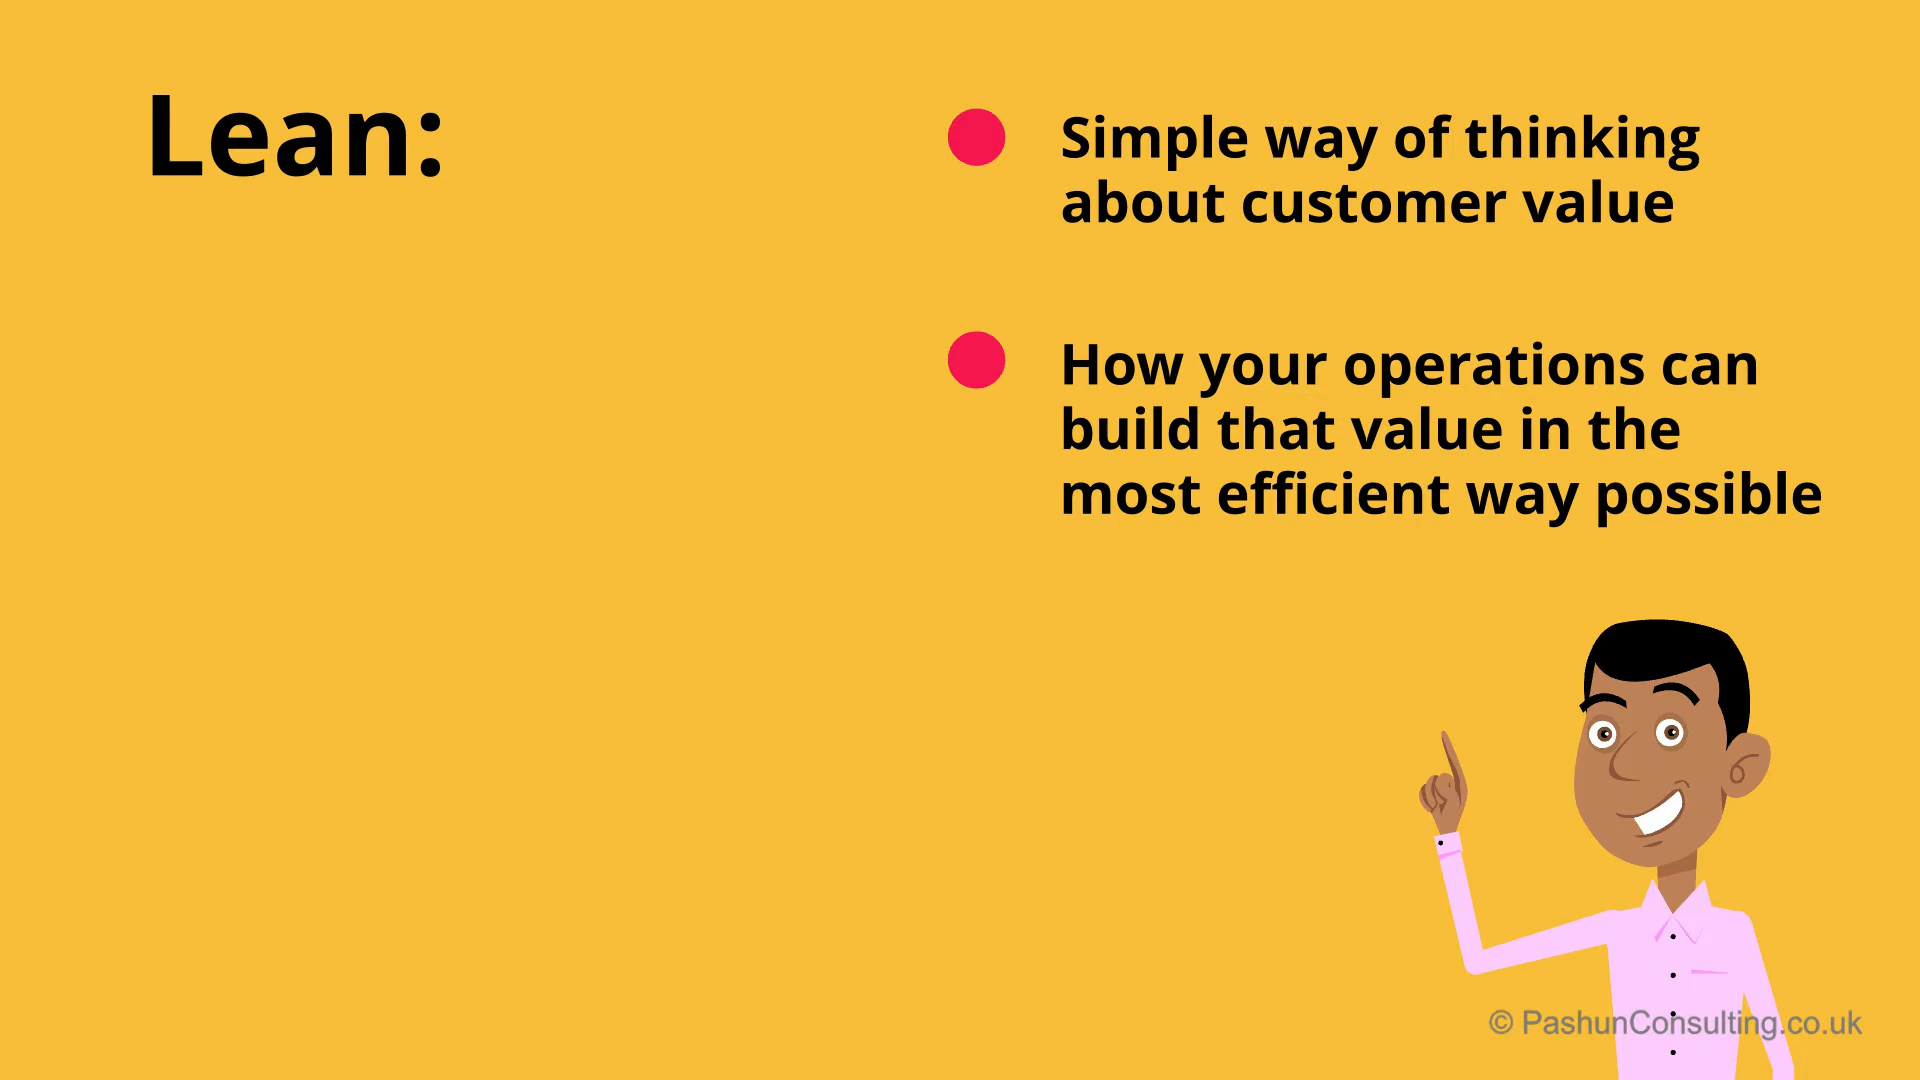 Lean:
Simple way of thinking
about customer value
How your operations can
build that value in the
most efficient way possible
© PashunConsulting.co.uk